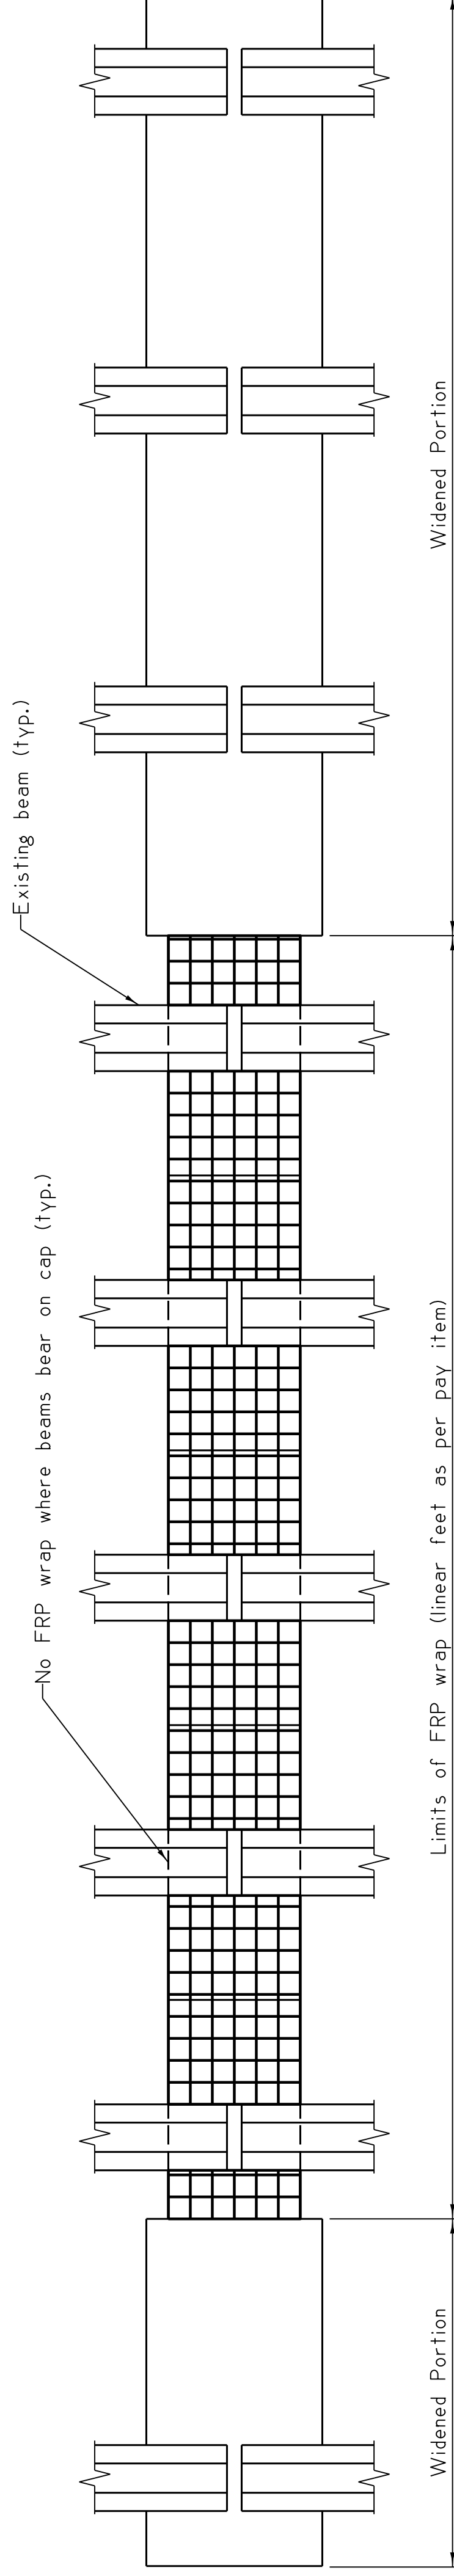 Existing beam (typ.)
No FRP wrap where beams bear on cap (typ.)
Widened Portion
Limits of FRP wrap (linear feet as per pay item)
Widened Portion